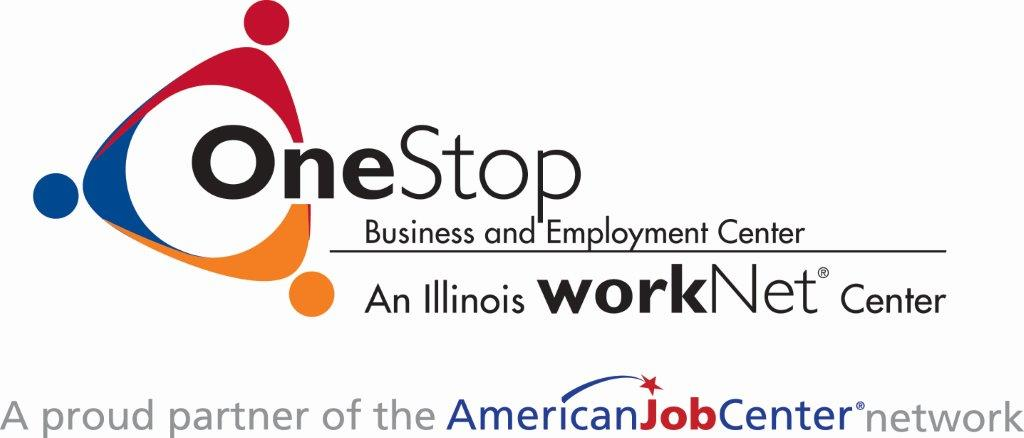 OneStop
Business and Employment Center
An Illinois workNet® Center
A proud partner of the AmericanJobCenter® network